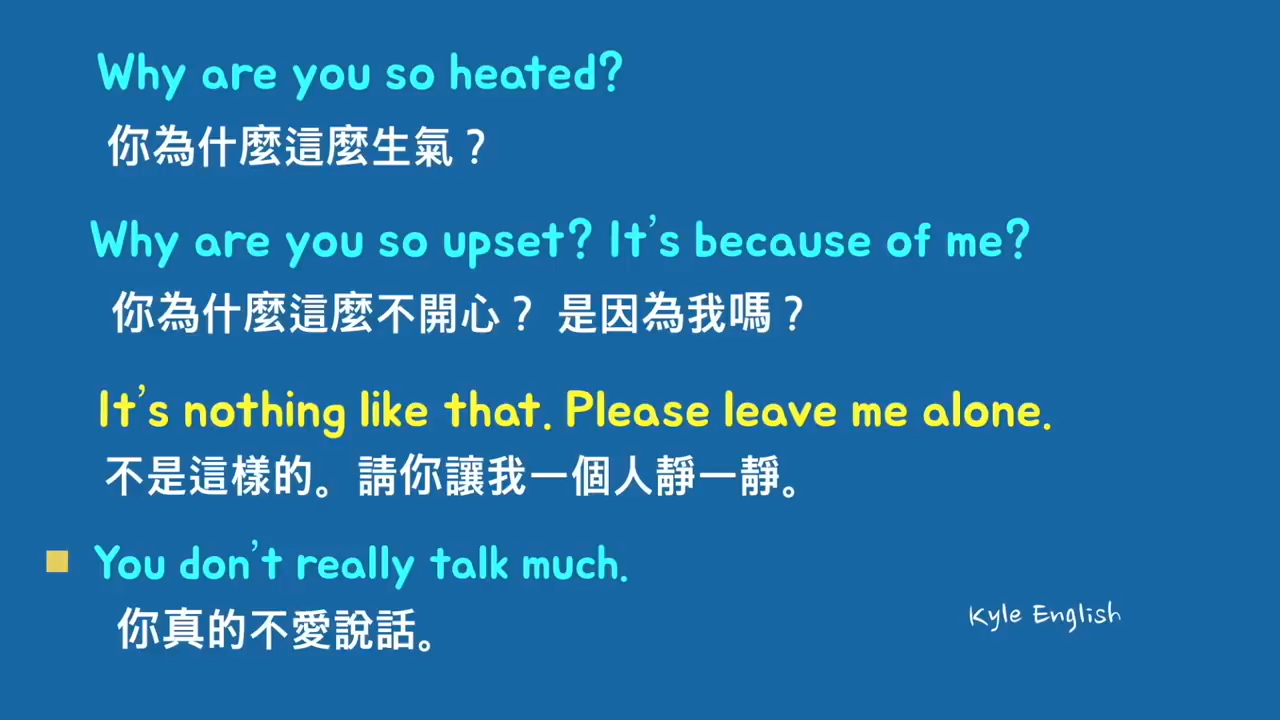 Why are you so heated?
你為什麼這麼生氣？
Why are you so upset? It's because of me?
你為什麼這麼不開心？ 是因為我嗎？
It's nothing like that. Please leave me alone.
不是這樣的。請你讓我一個人靜一靜。
You don't really talk much.
你真的不愛說話。
Kyle English